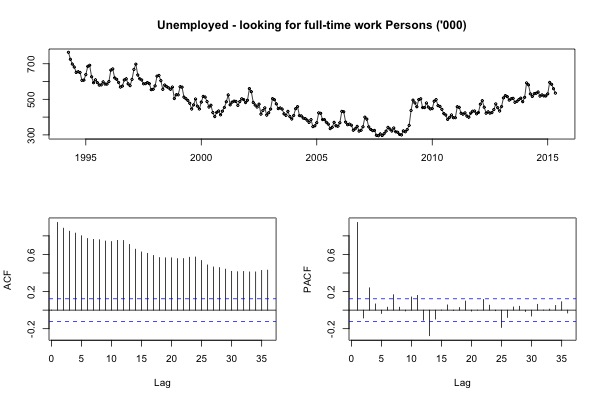 Unemployed - looking for full-time work Persons ('000)
700
500
300
1995 2000 2005 2010 2015
ACF
0.6
0.2
-0.2
0 5 10 15 20 25 30 35
Lag
PACF
0.6
0.2
-0.2
0 5 10 15 20 25 30 35
Lag